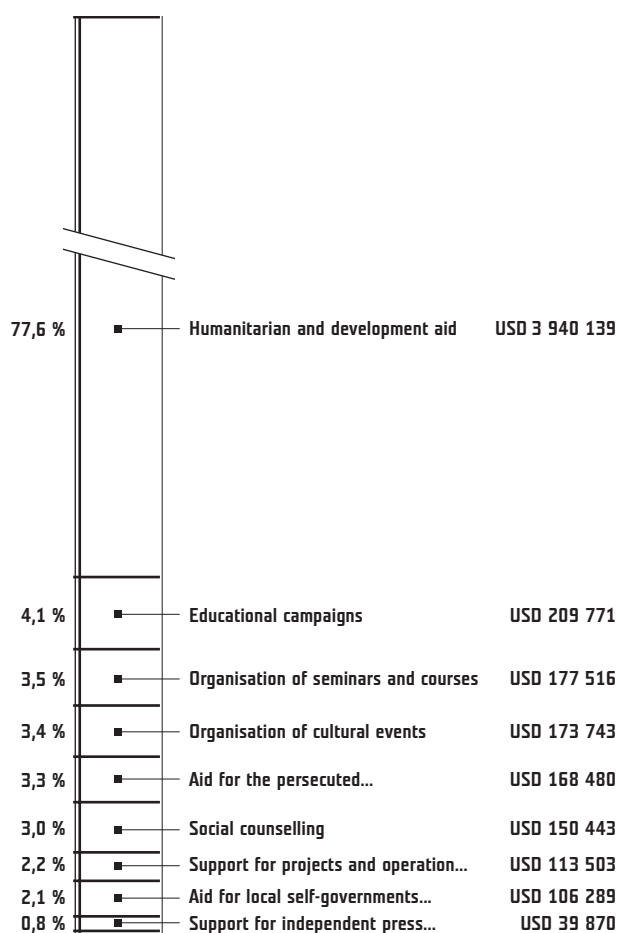 77,6 % Humanitarian and development aid USD 3 940 139
4,1 % Educational campaigns USD 209 771
3,5 % Organisation of seminars and courses USD 177 516
3,4 % Organisation of cultural events USD 173 743
3,3 % Aid for the persecuted... USD 168 480
3,0 % Social counselling USD 150 443
2,2 % Support for projects and operation... USD 113 503
2,1 % Aid for local self-governments... USD 106 289
0,8 % Support for independent press... USD 39 870